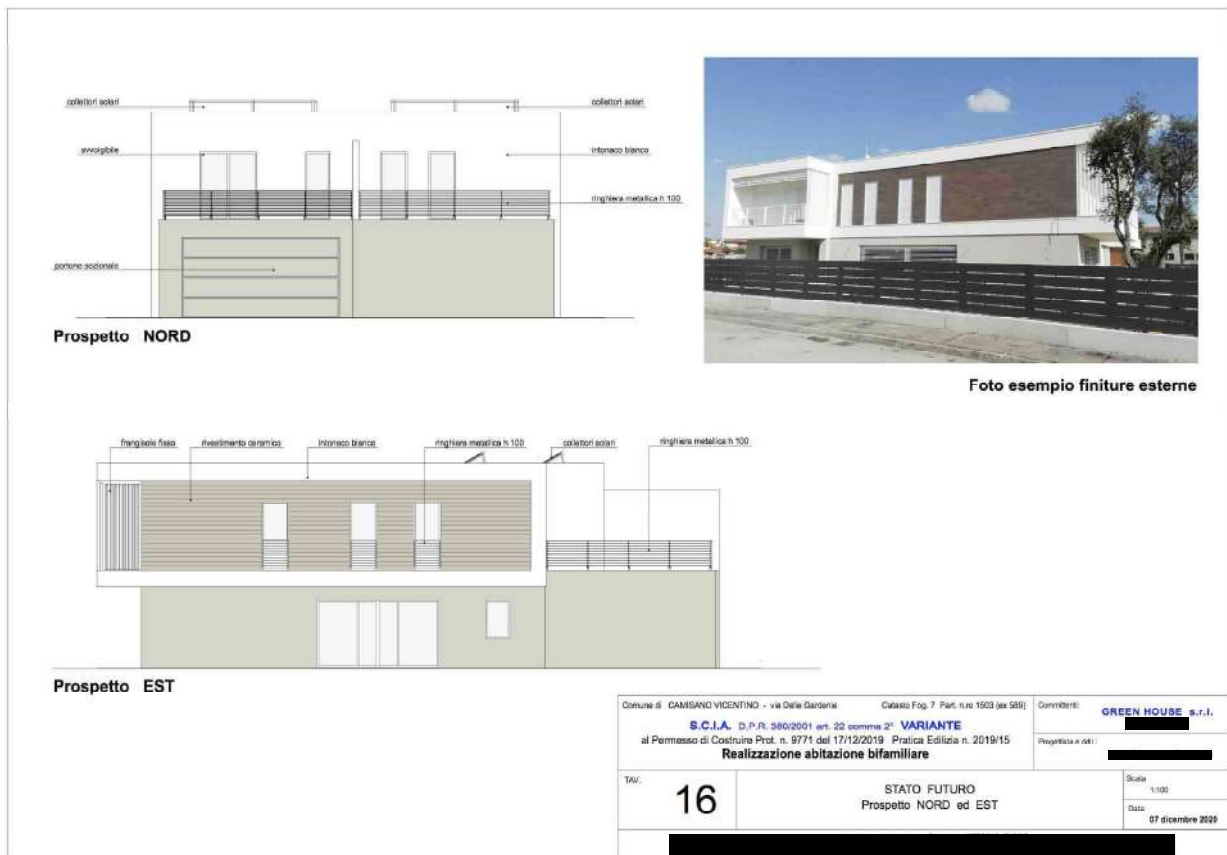 collettori solari
collettori solari
avvolgibile
intonaco bianco
ringhiera metallica h 100
portone sezionale
Prospetto NORD
Foto esempio finiture esterne
frangisole fisso
rivestimento ceramico
intonaco bianco
ringhiera metallica h 100
collettori solari
ringhiera metallica h 100
Prospetto EST
Comune di CAMISANO VICENTINO - via Delle Gardenie Catasto Fog. 7 Part. n.ro 1503 (ex 589)
S.C.I.A. D.P.R. 380/2001 art. 22 comma 2° VARIANTE
al Permesso di Costruire Prot. n. 9771 del 17/12/2019 Pratica Edilizia n. 2019/15
Realizzazione abitazione bifamiliare
Committenti:
GREEN HOUSE s.r.l.
Progettista e dd.ll :
TAV.
16
STATO FUTURO
Prospetto NORD ed EST
Scala
1:100
Data
07 dicembre 2020